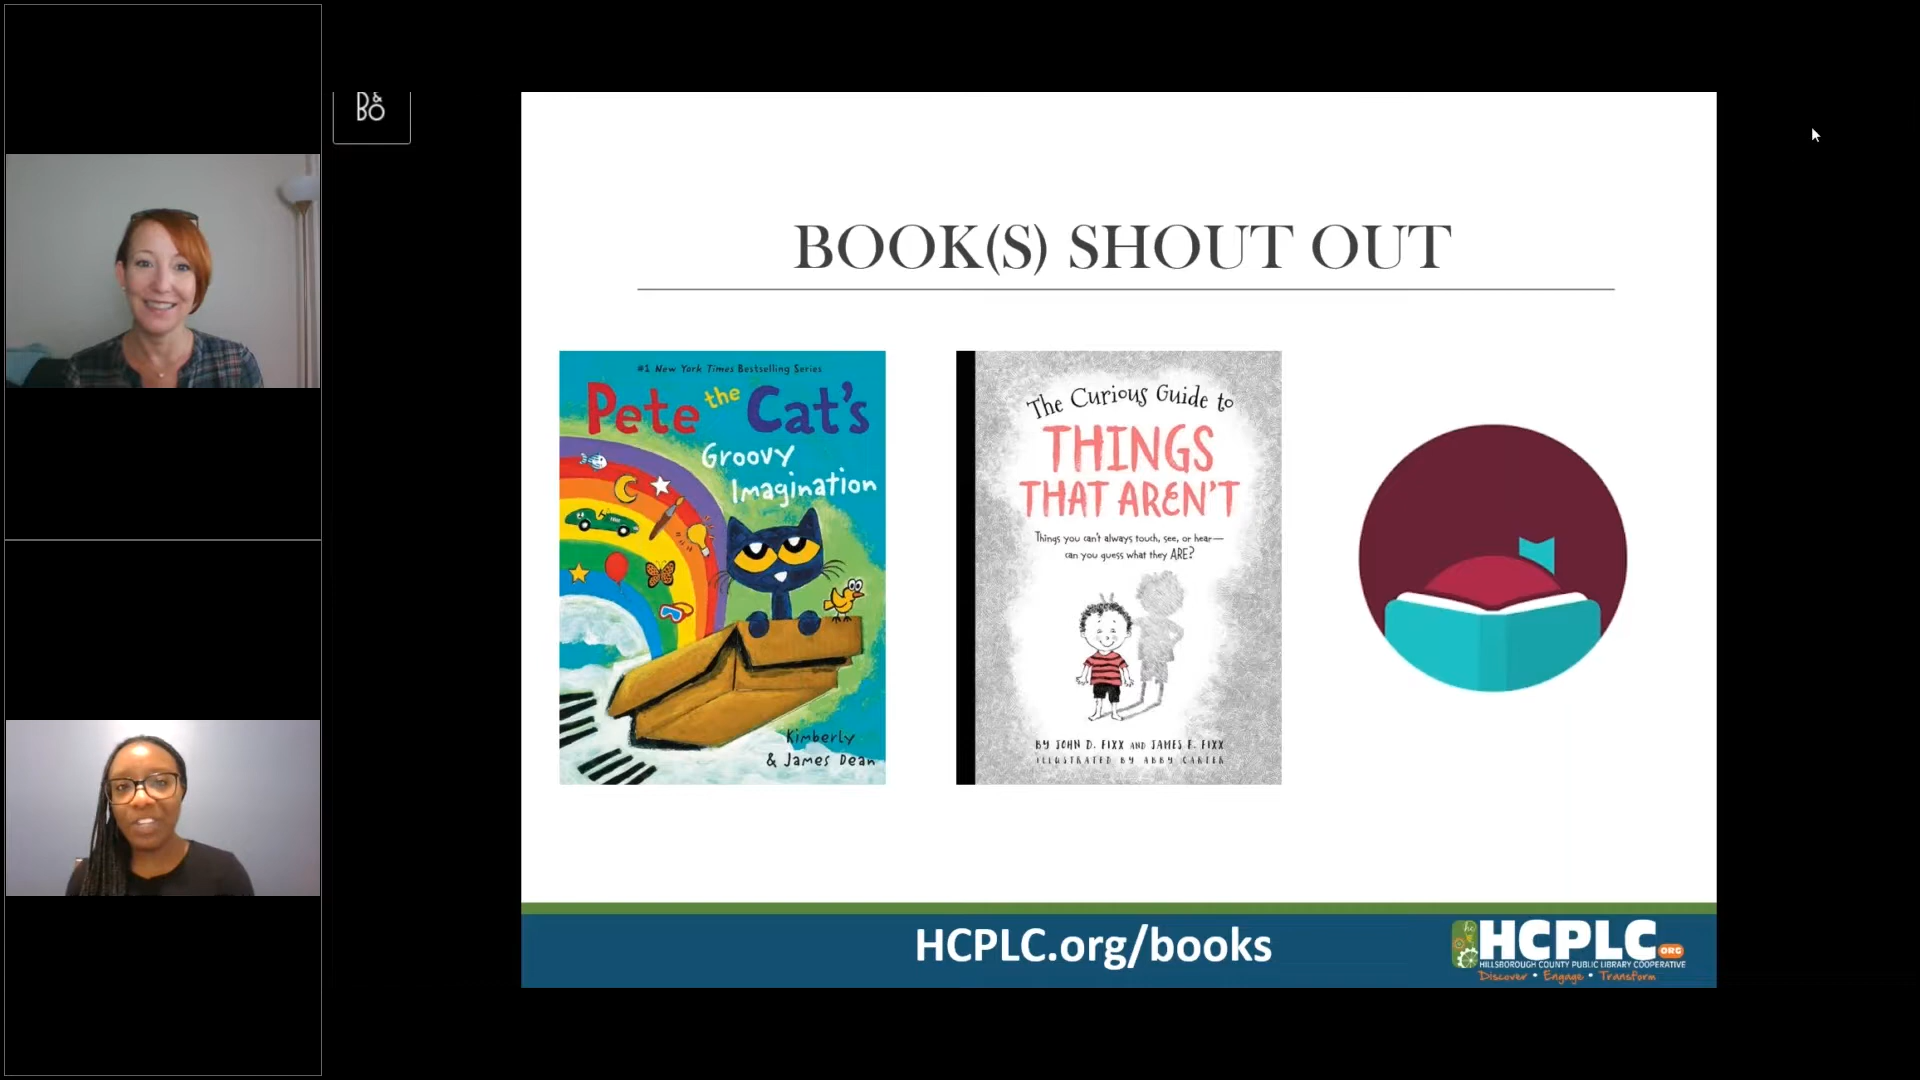 B&O
BOOK(S) SHOUT OUT
#1 New York Times Bestselling Series
Pete the Cat's
Groovy
Imagination
Kimberly
& James Dean
The Curious Guide to
THINGS
THAT AREN'T
Things you can't always touch, see, or hear—
can you guess what they ARE?
BY JOHN D. FIXX AND JAMES F. FIXX
ILLUSTRATED BY ABBY CARTER
HCPLC.org/books
hc
HCPLC.ORG
HILLSBOROUGH COUNTY PUBLIC LIBRARY COOPERATIVE
Discover • Engage • Transform